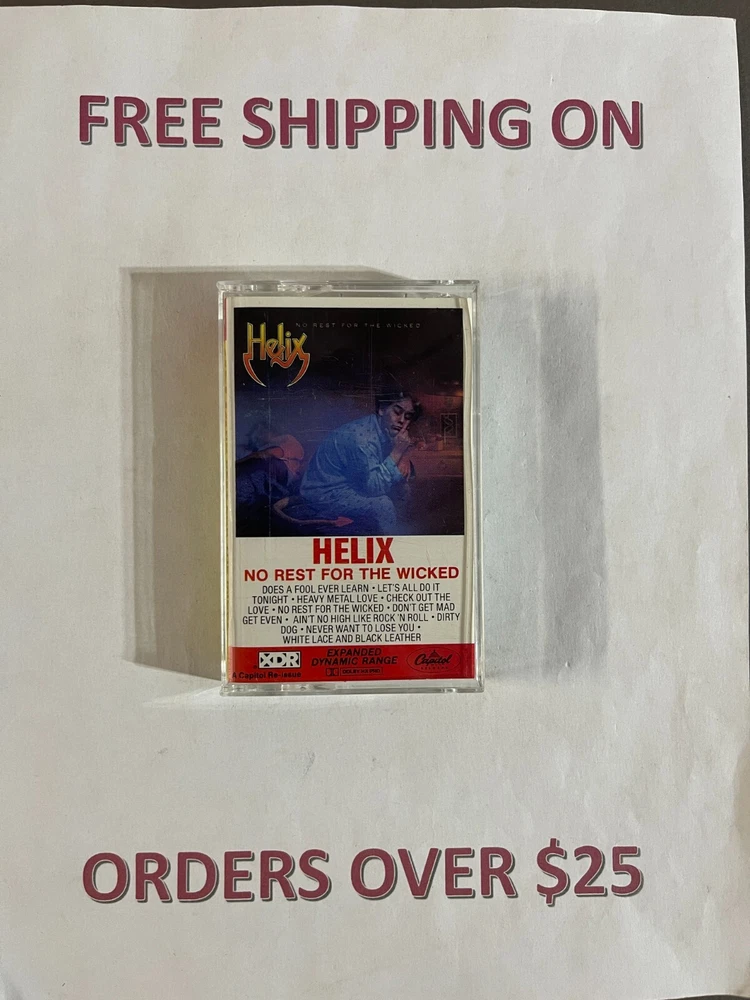 FREE SHIPPING ON
Helix
NO REST FOR THE WICKED
HELIX
NO REST FOR THE WICKED
DOES A FOOL EVER LEARN • LET'S ALL DO IT
TONIGHT • HEAVY METAL LOVE • CHECK OUT THE
LOVE • NO REST FOR THE WICKED • DON'T GET MAD
GET EVEN • AIN'T NO HIGH LIKE ROCK 'N ROLL • DIRTY
DOG • NEVER WANT TO LOSE YOU •
WHITE LACE AND BLACK LEATHER
XDR
EXPANDED
DYNAMIC RANGE
Capitol
A Capitol Re-issue
ORDERS OVER $25